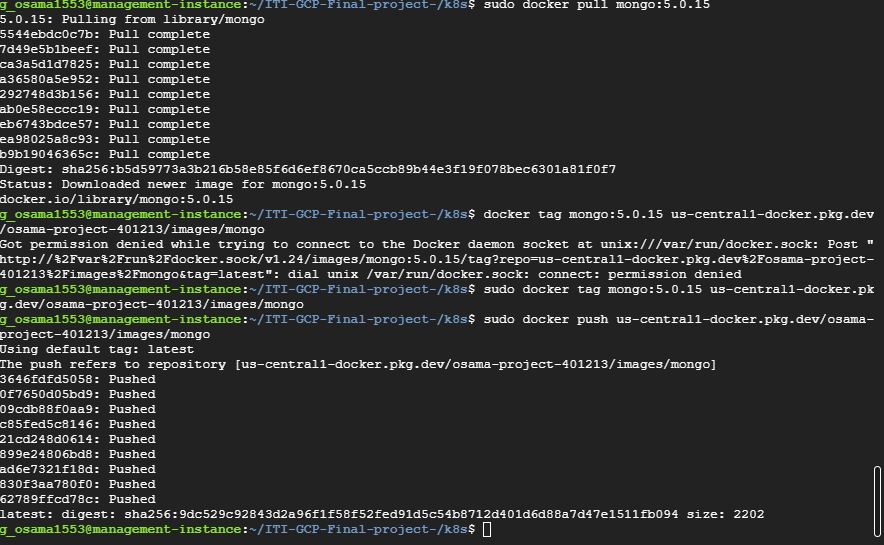 g_osama1553@management-instance:~/ITI-GCP-Final-project-/k8s$ sudo docker pull mongo:5.0.15
5.0.15: Pulling from library/mongo
5544ebdc0c7b: Pull complete
7d49e5b1beef: Pull complete
ca3a5d1d7825: Pull complete
a36580a5e952: Pull complete
292748d3b156: Pull complete
ab0e58eccc19: Pull complete
eb6743bdce57: Pull complete
ea98025a8c93: Pull complete
b9b19046365c: Pull complete
Digest: sha256:b5d59773a3b216b58e85f6d6ef8670ca5ccb89b44e3f19f078bec6301a81f0f7
Status: Downloaded newer image for mongo:5.0.15
docker.io/library/mongo:5.0.15
g_osama1553@management-instance:~/ITI-GCP-Final-project-/k8s$ docker tag mongo:5.0.15 us-central1-docker.pkg.dev
/osama-project-401213/images/mongo
Got permission denied while trying to connect to the Docker daemon socket at unix:///var/run/docker.sock: Post "
http://%2Fvar%2Frun%2Fdocker.sock/v1.24/images/mongo:5.0.15/tag?repo=us-central1-docker.pkg.dev%2Fosama-project-
401213%2Fimages%2Fmongo&tag=latest": dial unix /var/run/docker.sock: connect: permission denied
g_osama1553@management-instance:~/ITI-GCP-Final-project-/k8s$ sudo docker tag mongo:5.0.15 us-central1-docker.pk
g.dev/osama-project-401213/images/mongo
g_osama1553@management-instance:~/ITI-GCP-Final-project-/k8s$ sudo docker push us-central1-docker.pkg.dev/osama-
project-401213/images/mongo
Using default tag: latest
The push refers to repository [us-central1-docker.pkg.dev/osama-project-401213/images/mongo]
3646fdfd5058: Pushed
0f7650d05bd9: Pushed
09cdb88f0aa9: Pushed
c85fed5c8146: Pushed
21cd248d0614: Pushed
899e24806bd8: Pushed
ad6e7321f18d: Pushed
830f3aa780f0: Pushed
62789ffcd78c: Pushed
latest: digest: sha256:9dc529c92843d2a96f1f58f52fed91d5c54b8712d401d6d88a7d47e1511fb094 size: 2202
g_osama1553@management-instance:~/ITI-GCP-Final-project-/k8s$